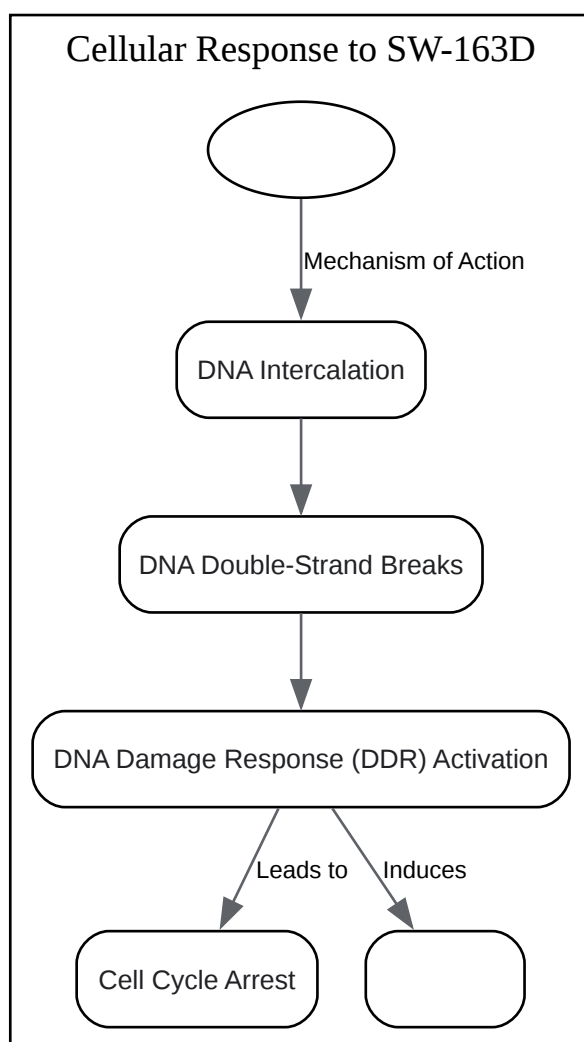 Cellular Response to SW-163D
Mechanism of Action
DNA Intercalation
DNA Double-Strand Breaks
DNA Damage Response (DDR) Activation
Leads to
Induces
Cell Cycle Arrest